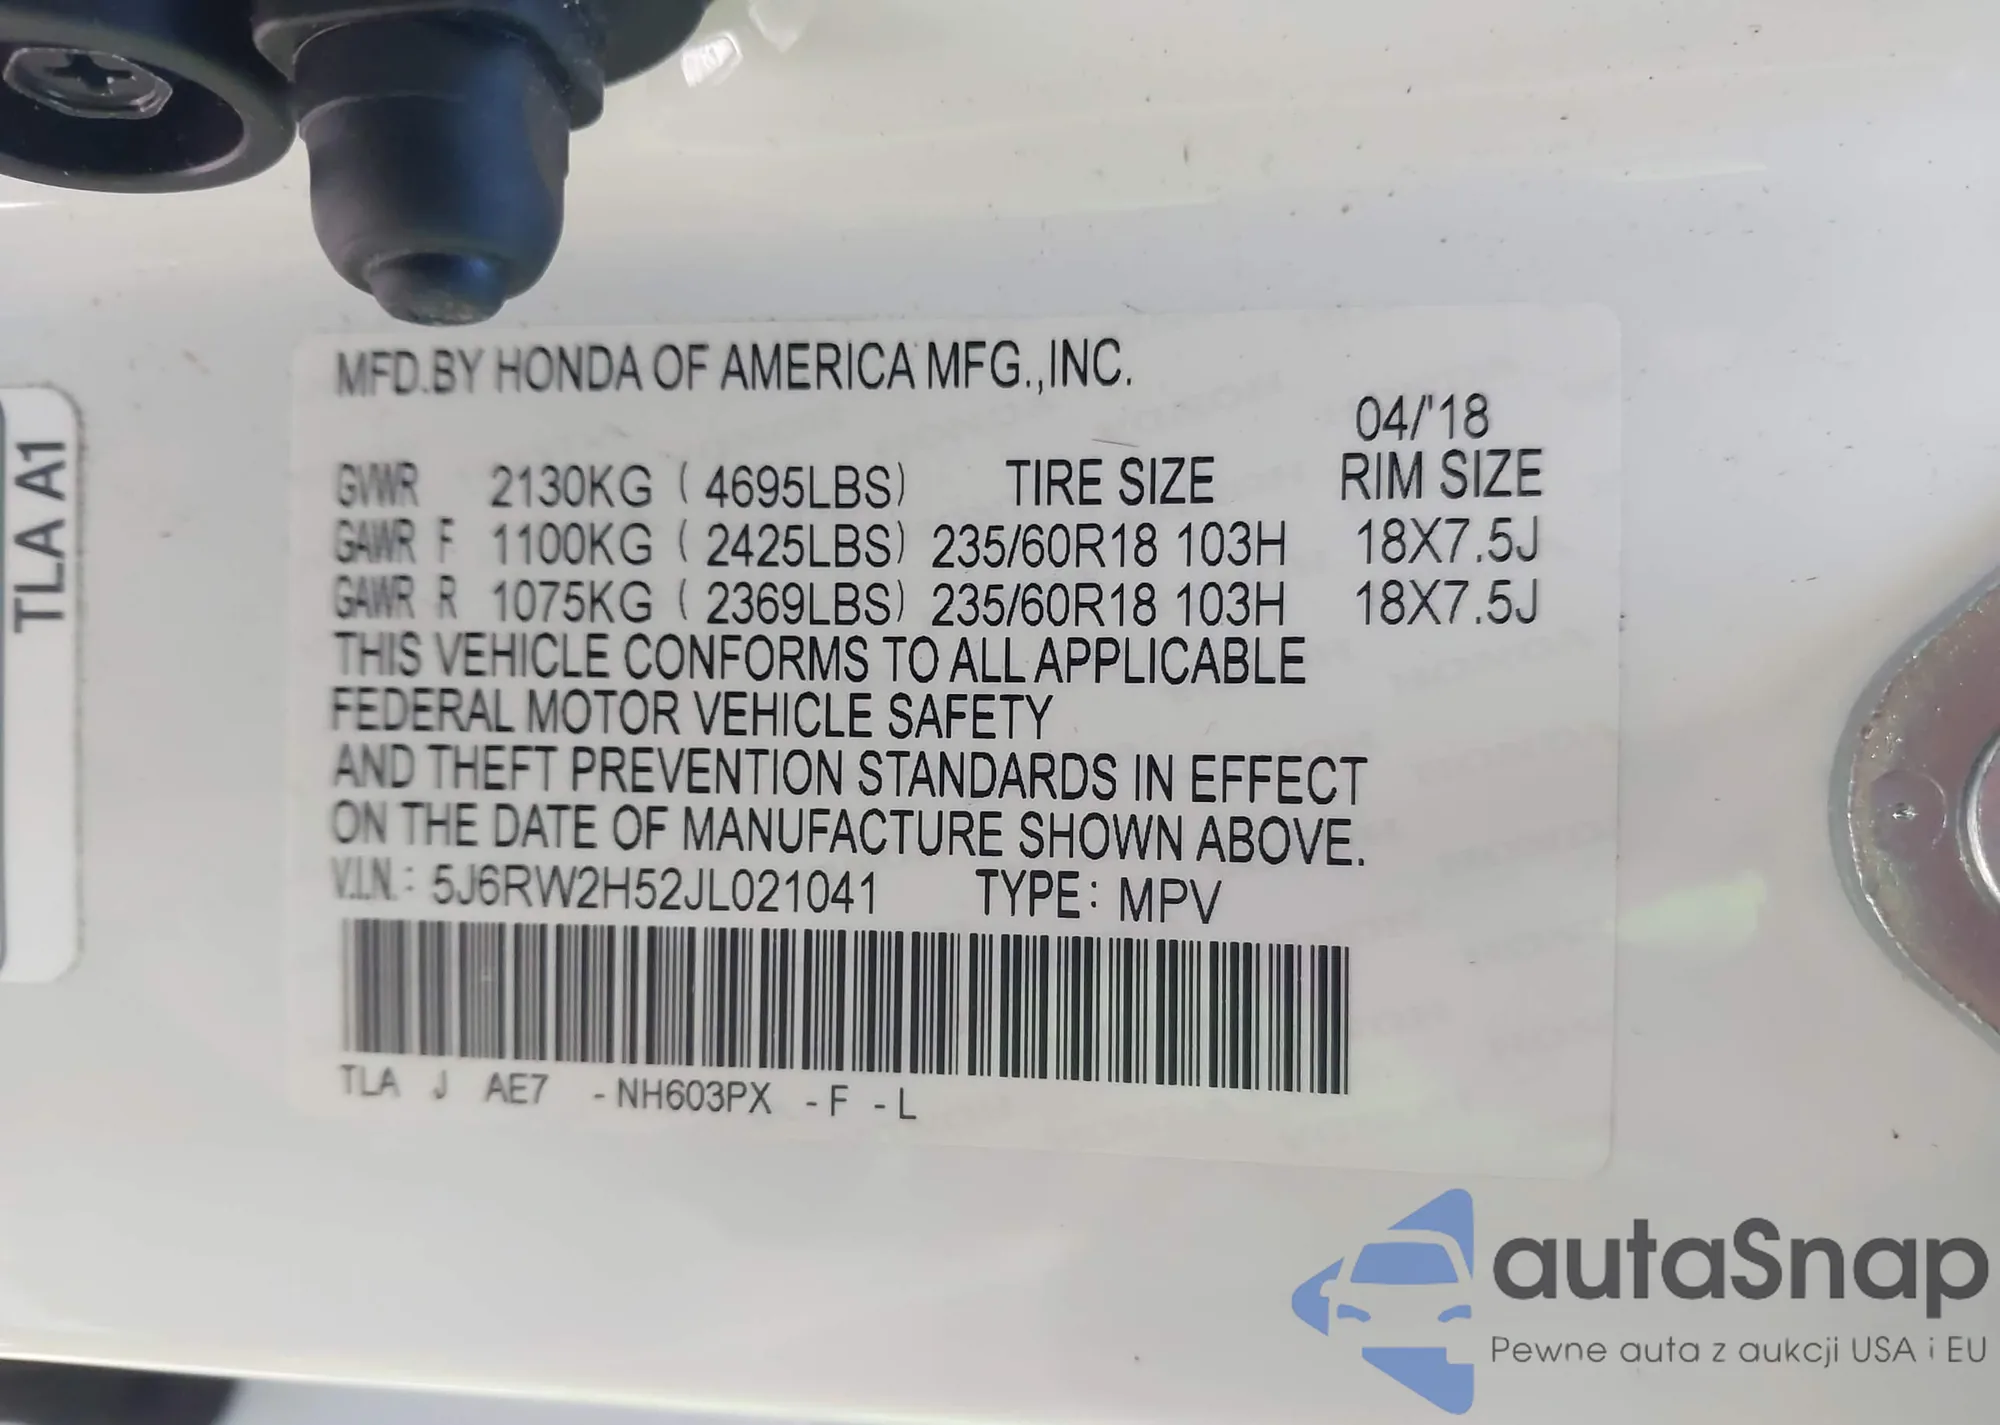 TLA A1
MFD.BY HONDA OF AMERICA MFG.,INC.
04/'18
GVWR 2130KG ( 4695LBS) TIRE SIZE RIM SIZE
GAWR F 1100KG ( 2425LBS) 235/60R18 103H 18X7.5J
GAWR R 1075KG ( 2369LBS) 235/60R18 103H 18X7.5J
THIS VEHICLE CONFORMS TO ALL APPLICABLE
FEDERAL MOTOR VEHICLE SAFETY
AND THEFT PREVENTION STANDARDS IN EFFECT
ON THE DATE OF MANUFACTURE SHOWN ABOVE.
V.I.N.: 5J6RW2H52JL021041 TYPE: MPV
TLA J AE7 -NH603PX -F -L
autaSnap
Pewne auta z aukcji USA i EU